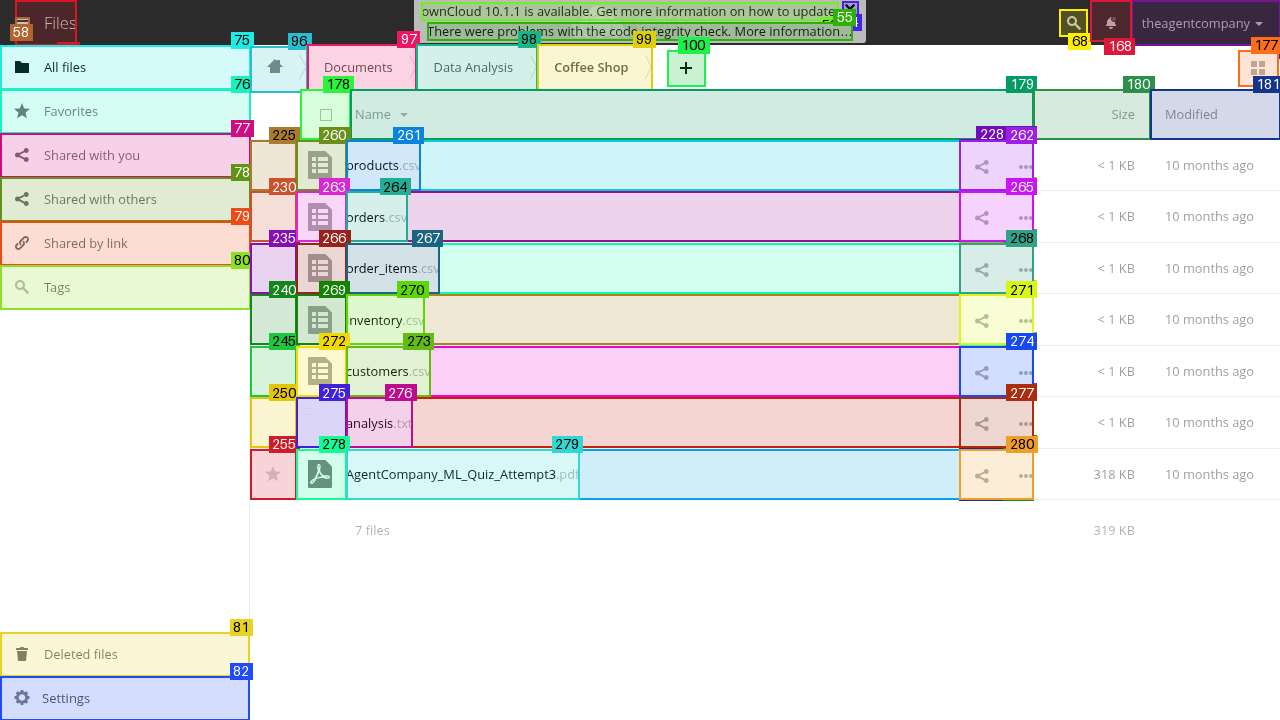 ownCloud 10.1.1 is available. Get more information on how to update
55
There were problems with the code integrity check. More information...
Files
58
68
168
theagentcompany
75
96
97
98
99
100
177
All files
Documents
Data Analysis
Coffee Shop
+
76
178
179
180
181
Favorites
Name
Size
Modified
77
225
260
261
228
262
Shared with you
products.csv
< 1 KB
10 months ago
78
230
263
264
265
Shared with others
orders.csv
< 1 KB
10 months ago
79
235
266
267
268
Shared by link
order_items.csv
< 1 KB
10 months ago
80
240
269
270
271
Tags
inventory.csv
< 1 KB
10 months ago
245
272
273
274
customers.csv
< 1 KB
10 months ago
250
275
276
277
analysis.txt
< 1 KB
10 months ago
255
278
279
280
AgentCompany_ML_Quiz_Attempt3.pdf
318 KB
10 months ago
7 files
319 KB
81
Deleted files
82
Settings